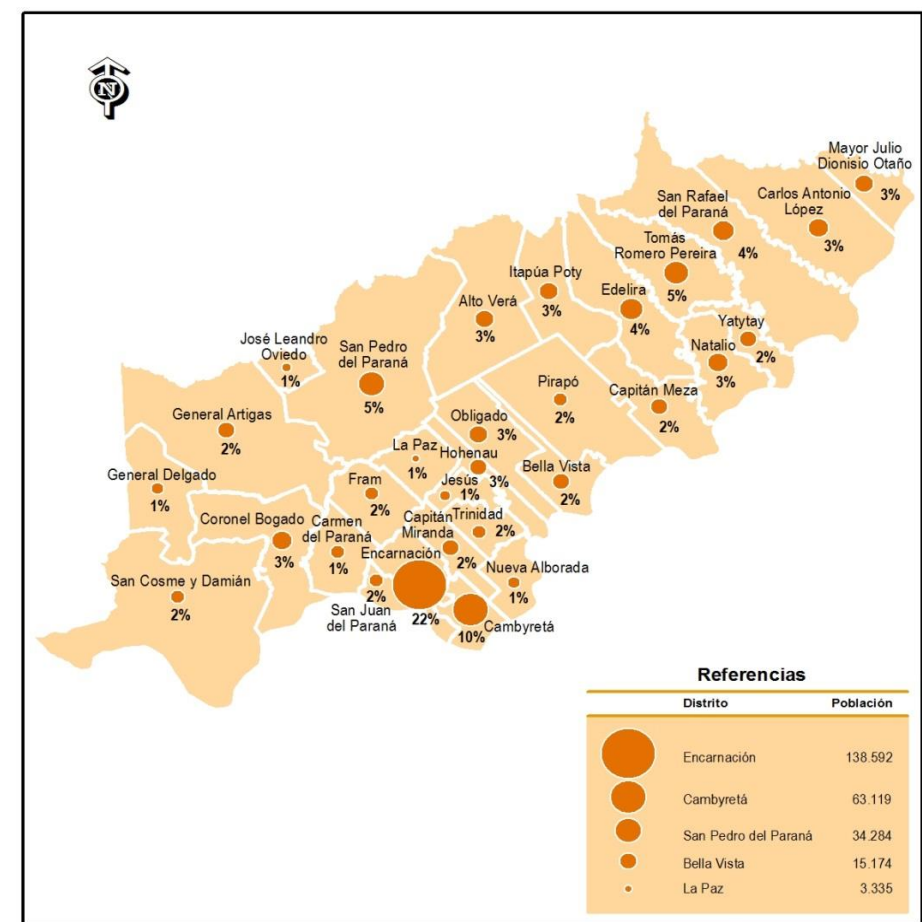 N
Mayor Julio
Dionisio Otaño
3%
Carlos Antonio
López
3%
San Rafael
del Paraná
4%
Tomás
Romero Pereira
5%
Itapúa Poty
3%
Edelira
4%
Alto Verá
3%
Yatytay
2%
Natalio
3%
José Leandro
Oviedo
1%
San Pedro
del Paraná
5%
Pirapó
2%
Capitán Meza
2%
General Artigas
2%
Obligado
3%
La Paz
1%
Hohenau
3%
Bella Vista
2%
General Delgado
1%
Fram
2%
Jesús
1%
Coronel Bogado
3%
Carmen
del Paraná
1%
Capitán
Miranda
2%
Trinidad
2%
Encarnación
22%
Nueva Alborada
1%
San Cosme y Damián
2%
San Juan
del Paraná
2%
Cambyretá
10%
Referencias
Distrito Población
Encarnación 138.592
Cambyretá 63.119
San Pedro del Paraná 34.284
Bella Vista 15.174
La Paz 3.335